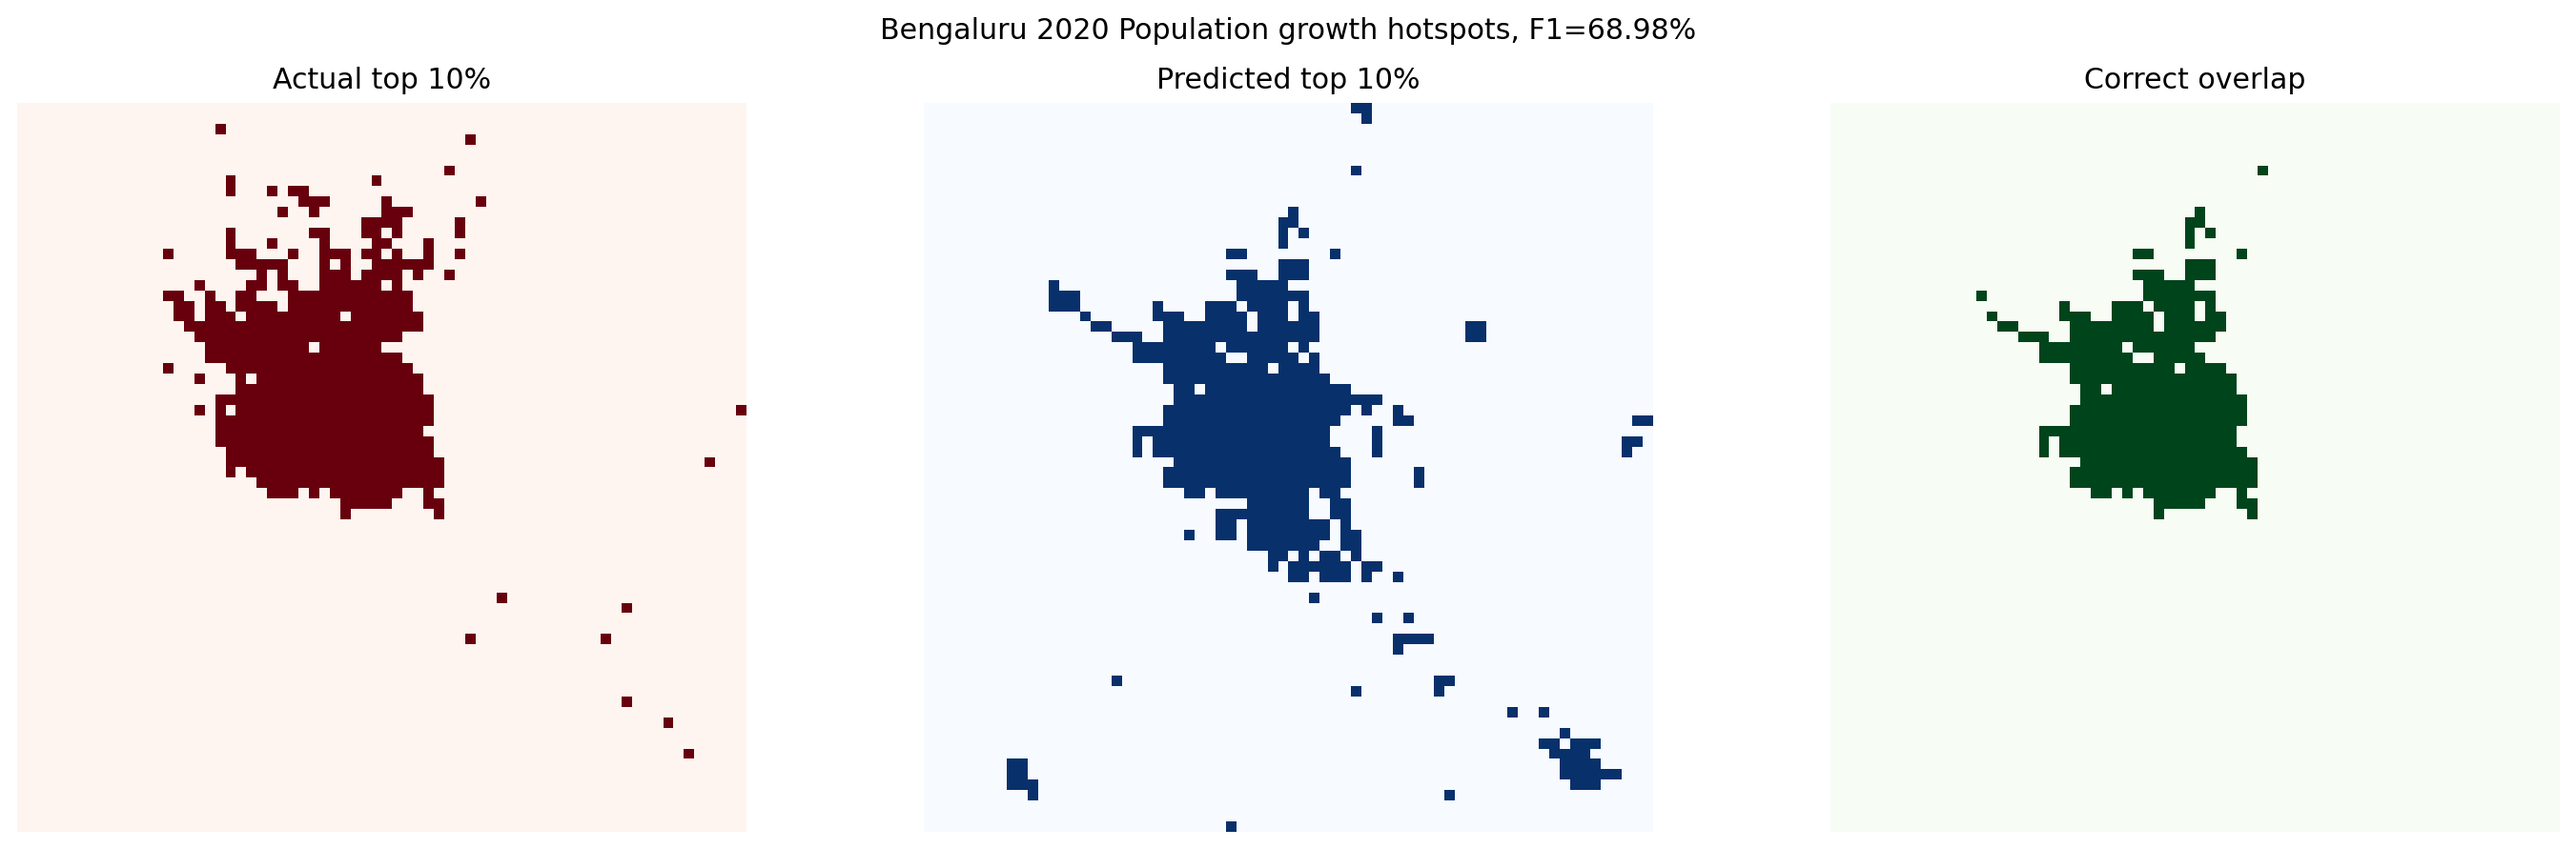 Bengaluru 2020 Population growth hotspots, F1=68.98%
Actual top 10%
Predicted top 10%
Correct overlap